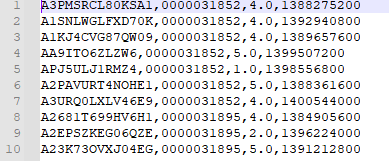 1 A3PMSRCL80KSA1,0000031852,4.0,1388275200
2 A1SNLWGLFXD70K,0000031852,4.0,1392940800
3 A1KJ4CVG87QW09,0000031852,4.0,1389657600
4 AA9ITO6ZLZW6,0000031852,5.0,1399507200
5 APJ5ULJ1RMZ4,0000031852,1.0,1398556800
6 A2PAVURT4NOHE1,0000031852,5.0,1388361600
7 A3URQ0LXLV46E9,0000031852,4.0,1400544000
8 A2681T699HV6H1,0000031895,4.0,1384905600
9 A2EPSZKEG06QZE,0000031895,2.0,1396224000
10 A23K73OVXJ04EG,0000031895,5.0,1391212800